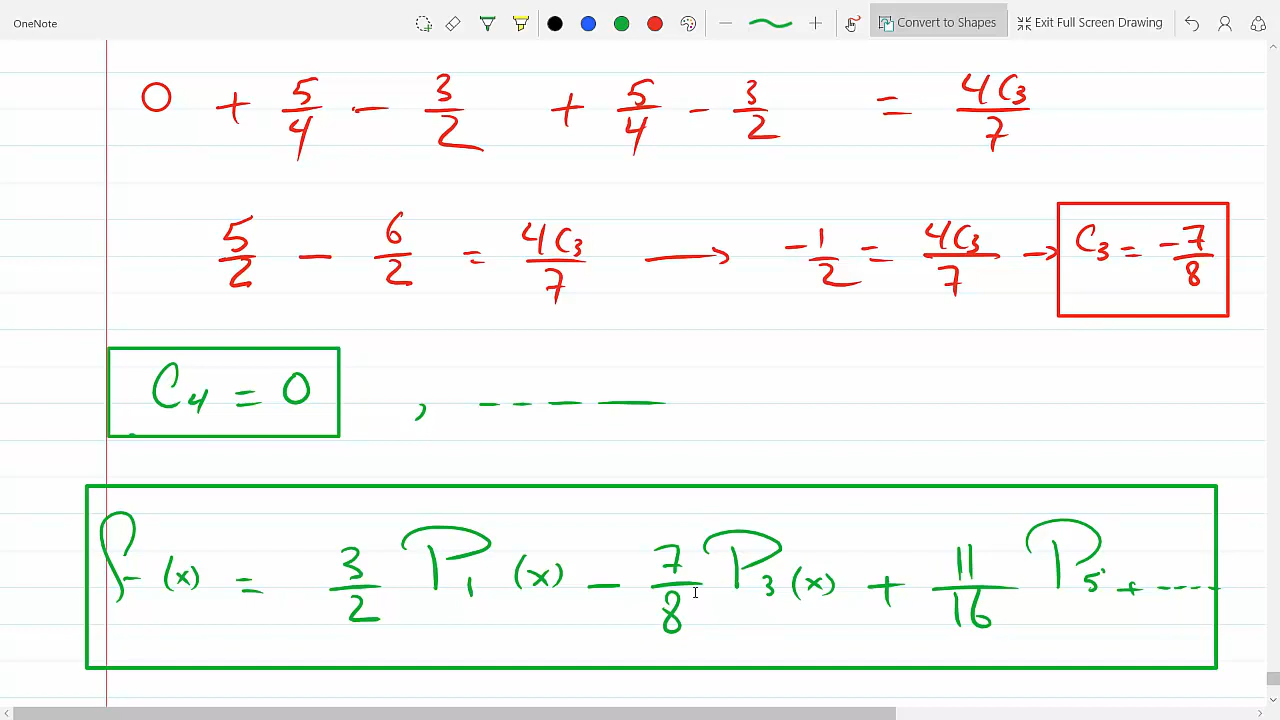 OneNote
Convert to Shapes
Exit Full Screen Drawing
0 + 5/4 - 3/2 + 5/4 - 3/2 = 4C₃/7
5/2 - 6/2 = 4C₃/7 → -1/2 = 4C₃/7 → C₃ = -7/8
C₄ = 0 , -----
f(x) = 3/2 P₁(x) - 7/8 P₃(x) + 11/16 P₅ + ----